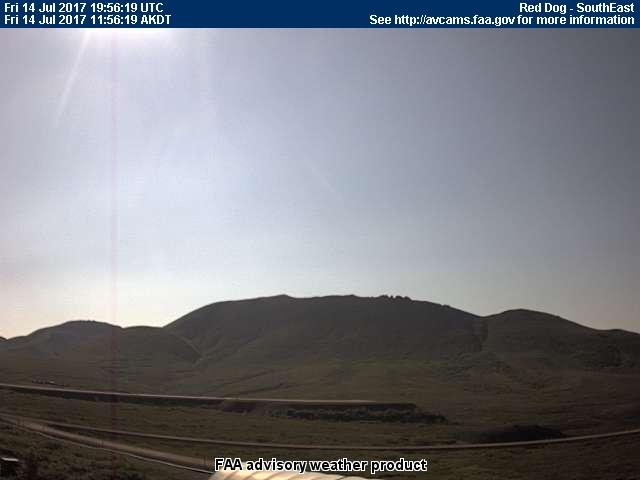 Fri 14 Jul 2017 19:56:19 UTC
Red Dog - SouthEast
Fri 14 Jul 2017 11:56:19 AKDT
See http://avcams.faa.gov for more information
FAA advisory weather product